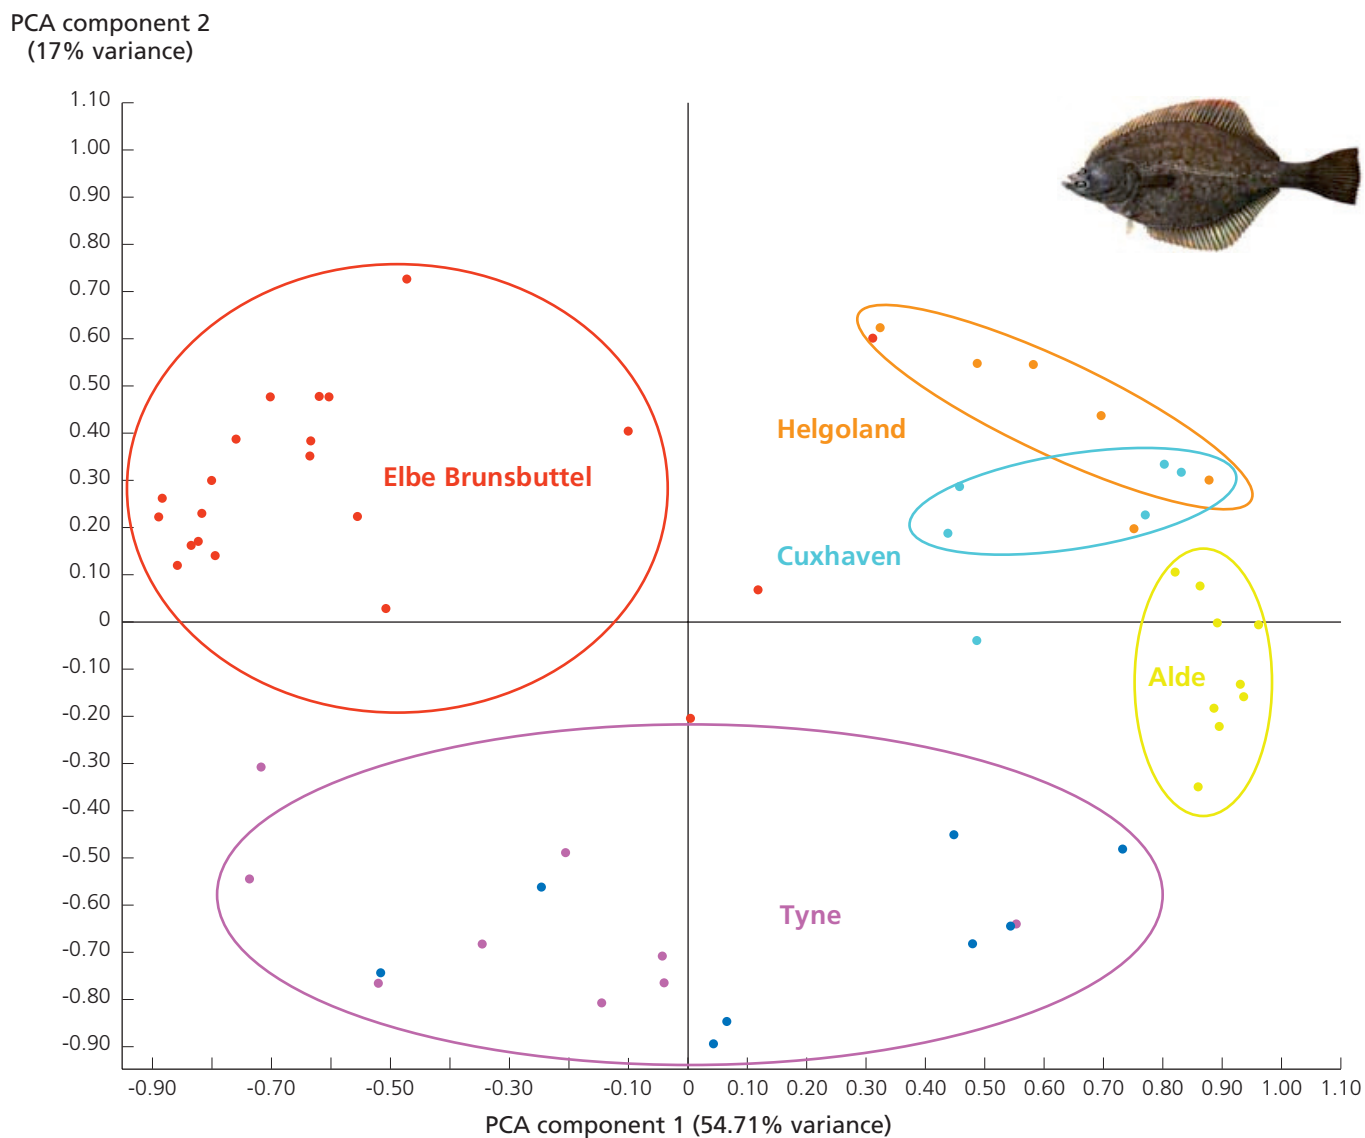 PCA component 2
(17% variance)
1.10
1.00
0.90
0.80
0.70
0.60
0.50
0.40
0.30
0.20
0.10
0
-0.10
-0.20
-0.30
-0.40
-0.50
-0.60
-0.70
-0.80
-0.90
Helgoland
Elbe Brunsbuttel
Cuxhaven
Alde
Tyne
-0.90 -0.70 -0.50 -0.30 -0.10 0 0.10 0.20 0.30 0.40 0.50 0.60 0.70 0.80 0.90 1.00 1.10
PCA component 1 (54.71% variance)